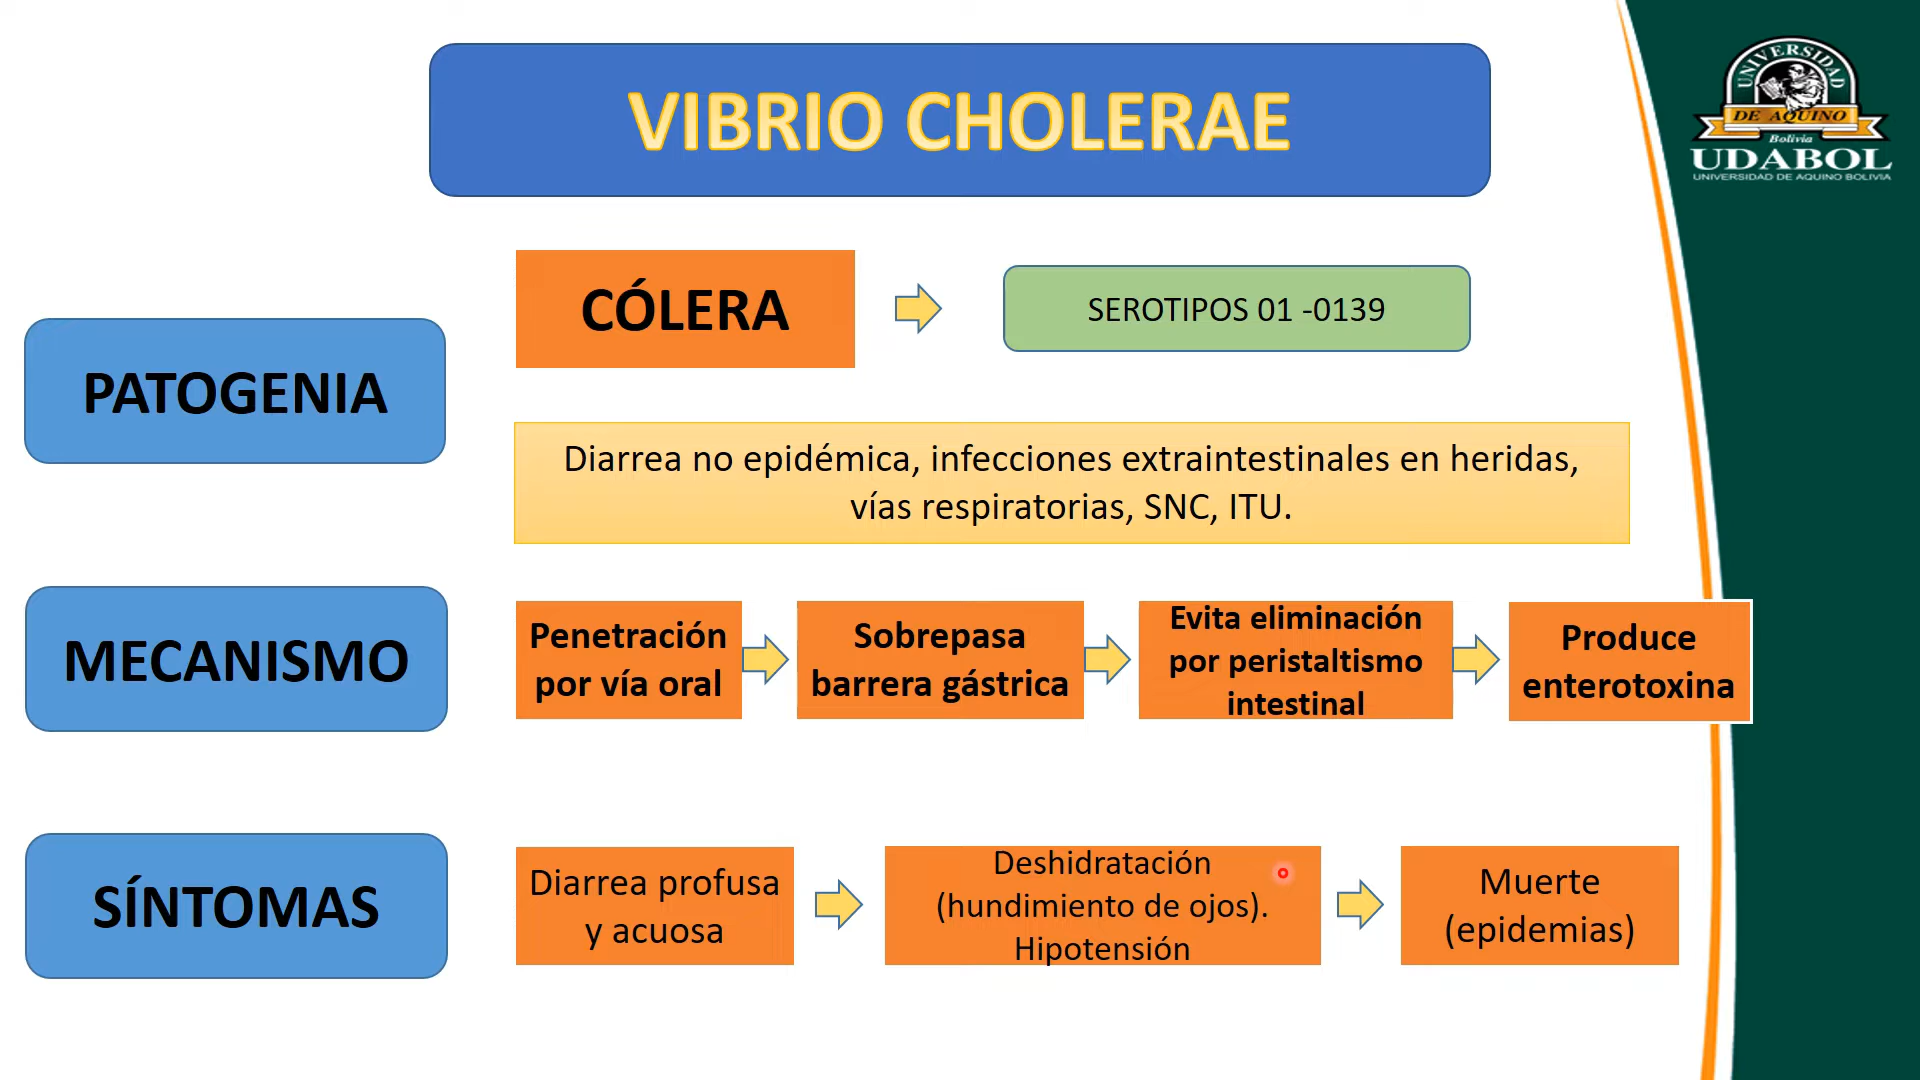 VIBRIO CHOLERAE
UNIVERSIDAD
DE AQUINO
Bolivia
UDABOL
UNIVERSIDAD DE AQUINO BOLIVIA
PATOGENIA
CÓLERA
SEROTIPOS 01 -0139
Diarrea no epidémica, infecciones extraintestinales en heridas,
vías respiratorias, SNC, ITU.
MECANISMO
Penetración
por vía oral
Sobrepasa
barrera gástrica
Evita eliminación
por peristaltismo
intestinal
Produce
enterotoxina
SÍNTOMAS
Diarrea profusa
y acuosa
Deshidratación
(hundimiento de ojos).
Hipotensión
Muerte
(epidemias)